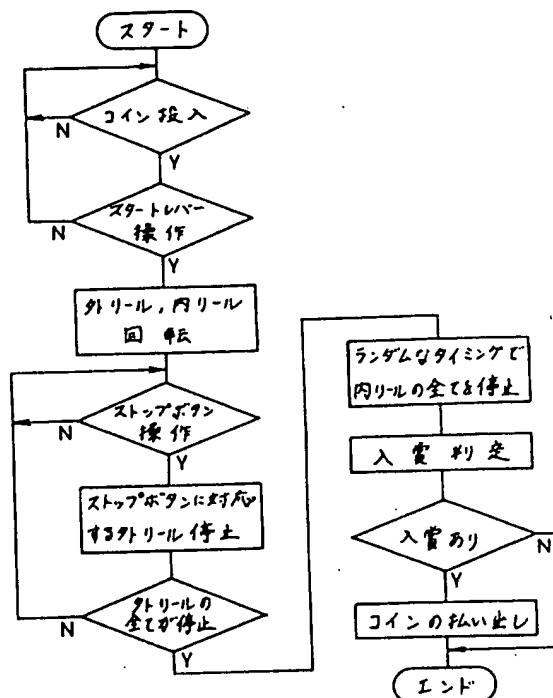 スタート
コイン投入
N
Y
スタートレバー
操作
N
Y
外リール,内リール
回転
ストップボタン
操作
N
Y
ストップボタンに対応
する外リール停止
外リールの
全てが停止
N
Y
ランダムなタイミングで
内リールの全てを停止
入賞判定
入賞あり
N
Y
コインの払い出し
エンド